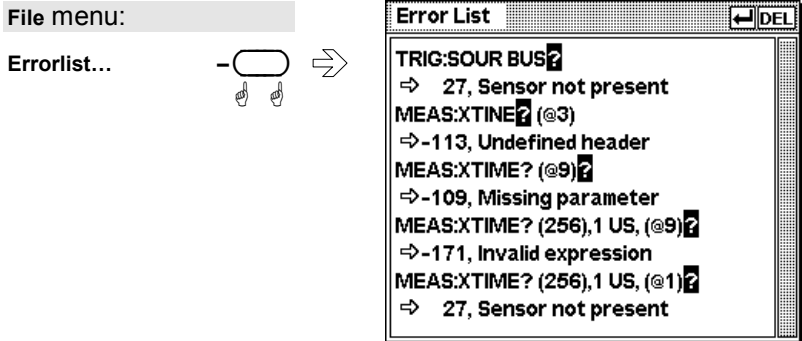 File menu:
Errorlist...
Error List
DEL
TRIG:SOUR BUS?
⇨ 27, Sensor not present
MEAS:XTINE? (@3)
⇨-113, Undefined header
MEAS:XTIME? (@9)?
⇨-109, Missing parameter
MEAS:XTIME? (256),1 US, (@9)?
⇨-171, Invalid expression
MEAS:XTIME? (256),1 US, (@1)?
⇨ 27, Sensor not present